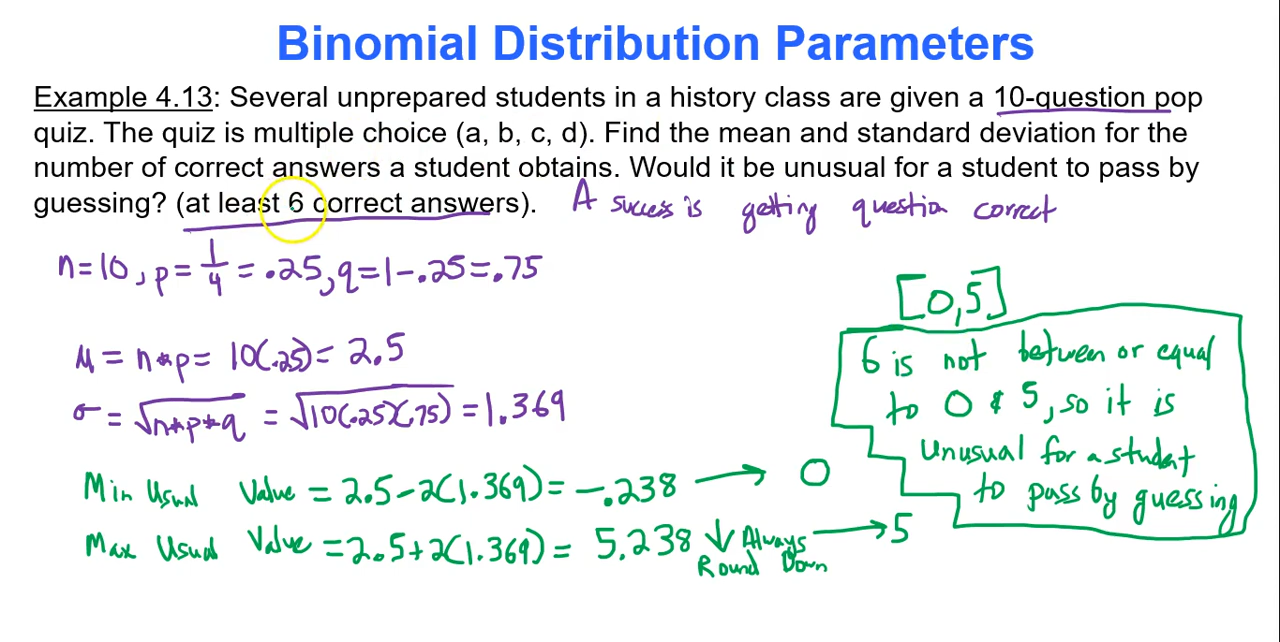 Binomial Distribution Parameters
Example 4.13: Several unprepared students in a history class are given a 10-question pop
quiz. The quiz is multiple choice (a, b, c, d). Find the mean and standard deviation for the
number of correct answers a student obtains. Would it be unusual for a student to pass by
guessing? (at least 6 correct answers). A success is getting question correct
n=10, p = 1/4 = .25, q = 1-.25 = .75
[0,5]
μ = n*p = 10(.25) = 2.5
σ = √n*p*q = √10(.25)(.75) = 1.369
6 is not between or equal
to 0 & 5, so it is
unusual for a student
to pass by guessing
Min Usual Value = 2.5-2(1.369) = -.238 → 0
Max Usual Value = 2.5+2(1.369) = 5.238 ↓ Always → 5
Round Down